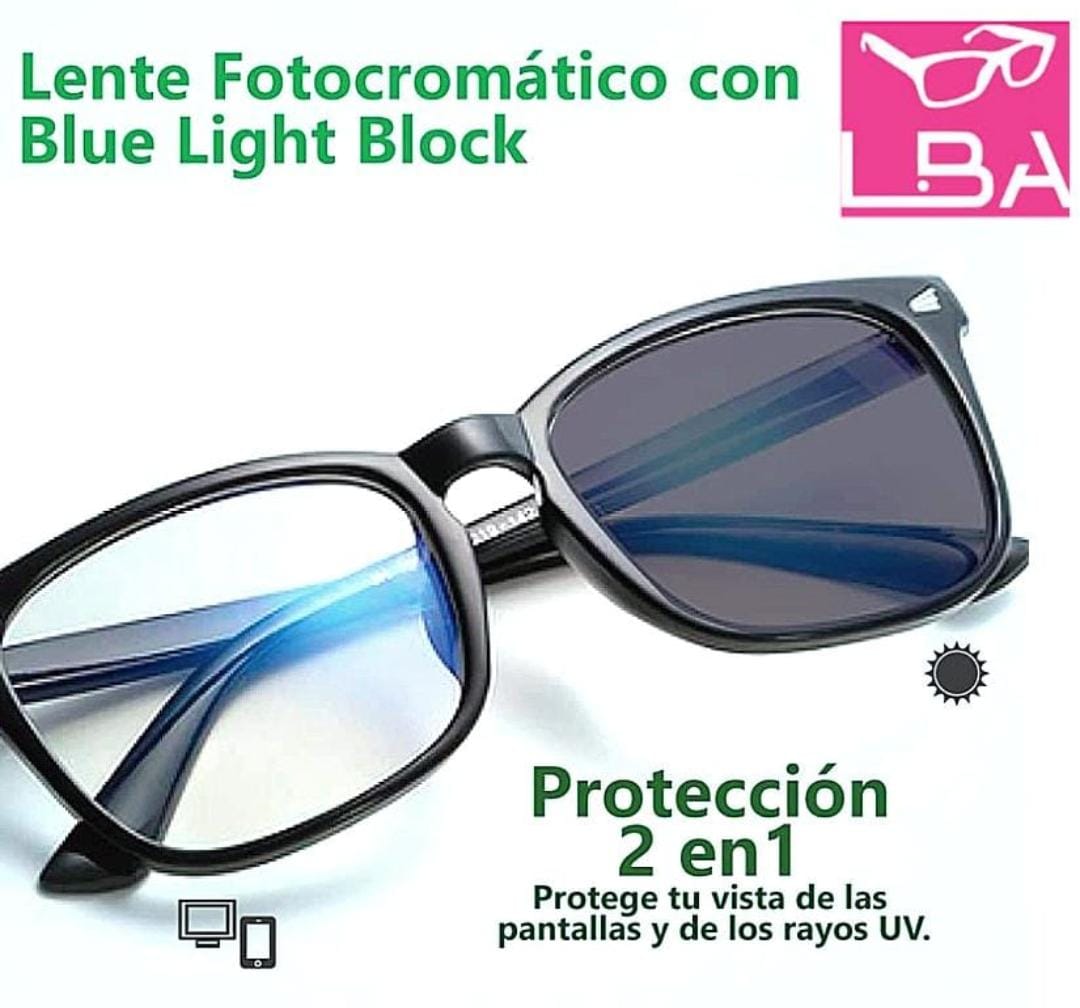 Lente Fotocromático con
Blue Light Block
LBA
Protección
2 en1
Protege tu vista de las
pantallas y de los rayos UV.